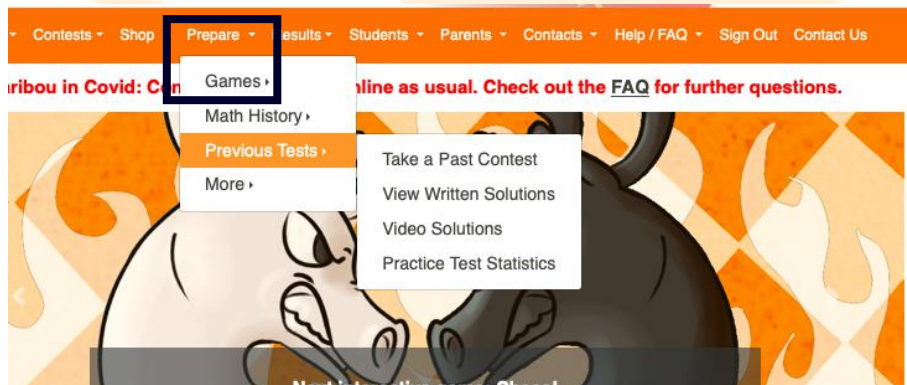 Contests Shop Prepare Results Students Parents Contacts Help / FAQ Sign Out Contact Us
in Covid: as usual. Check out the FAQ for further questions.
Games
Math History
Previous Tests
More
Take a Past Contest
View Written Solutions
Video Solutions
Practice Test Statistics